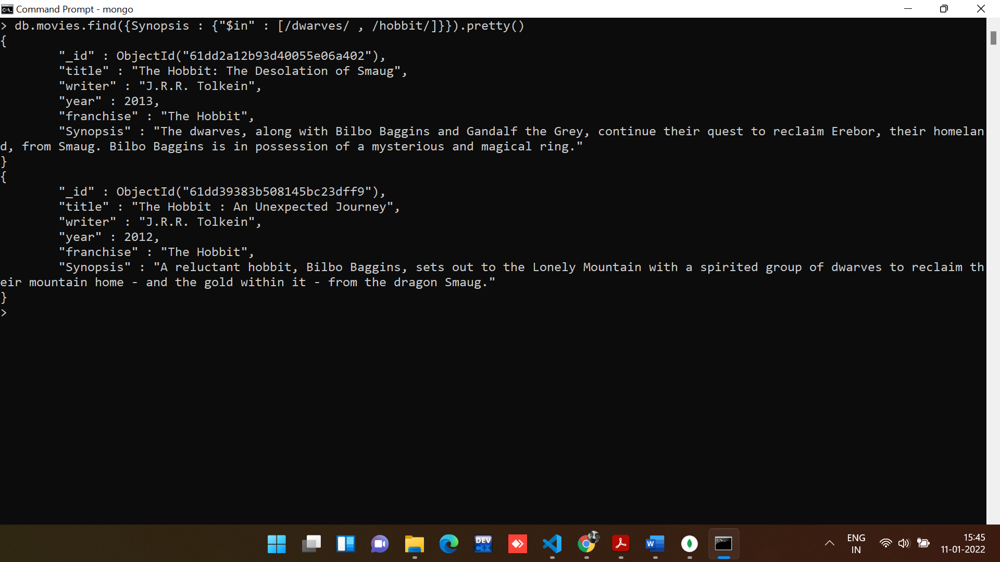 Command Prompt - mongo
> db.movies.find({Synopsis : {"$in" : [/dwarves/ , /hobbit/]}}).pretty()
{
"_id" : ObjectId("61dd2a12b93d40055e06a402"),
"title" : "The Hobbit: The Desolation of Smaug",
"writer" : "J.R.R. Tolkein",
"year" : 2013,
"franchise" : "The Hobbit",
"Synopsis" : "The dwarves, along with Bilbo Baggins and Gandalf the Grey, continue their quest to reclaim Erebor, their homelan
d, from Smaug. Bilbo Baggins is in possession of a mysterious and magical ring."
}
{
"_id" : ObjectId("61dd39383b508145bc23dff9"),
"title" : "The Hobbit : An Unexpected Journey",
"writer" : "J.R.R. Tolkein",
"year" : 2012,
"franchise" : "The Hobbit",
"Synopsis" : "A reluctant hobbit, Bilbo Baggins, sets out to the Lonely Mountain with a spirited group of dwarves to reclaim th
eir mountain home - and the gold within it - from the dragon Smaug."
}
>
DEV
C++
W
ENG
IN
15:45
11-01-2022